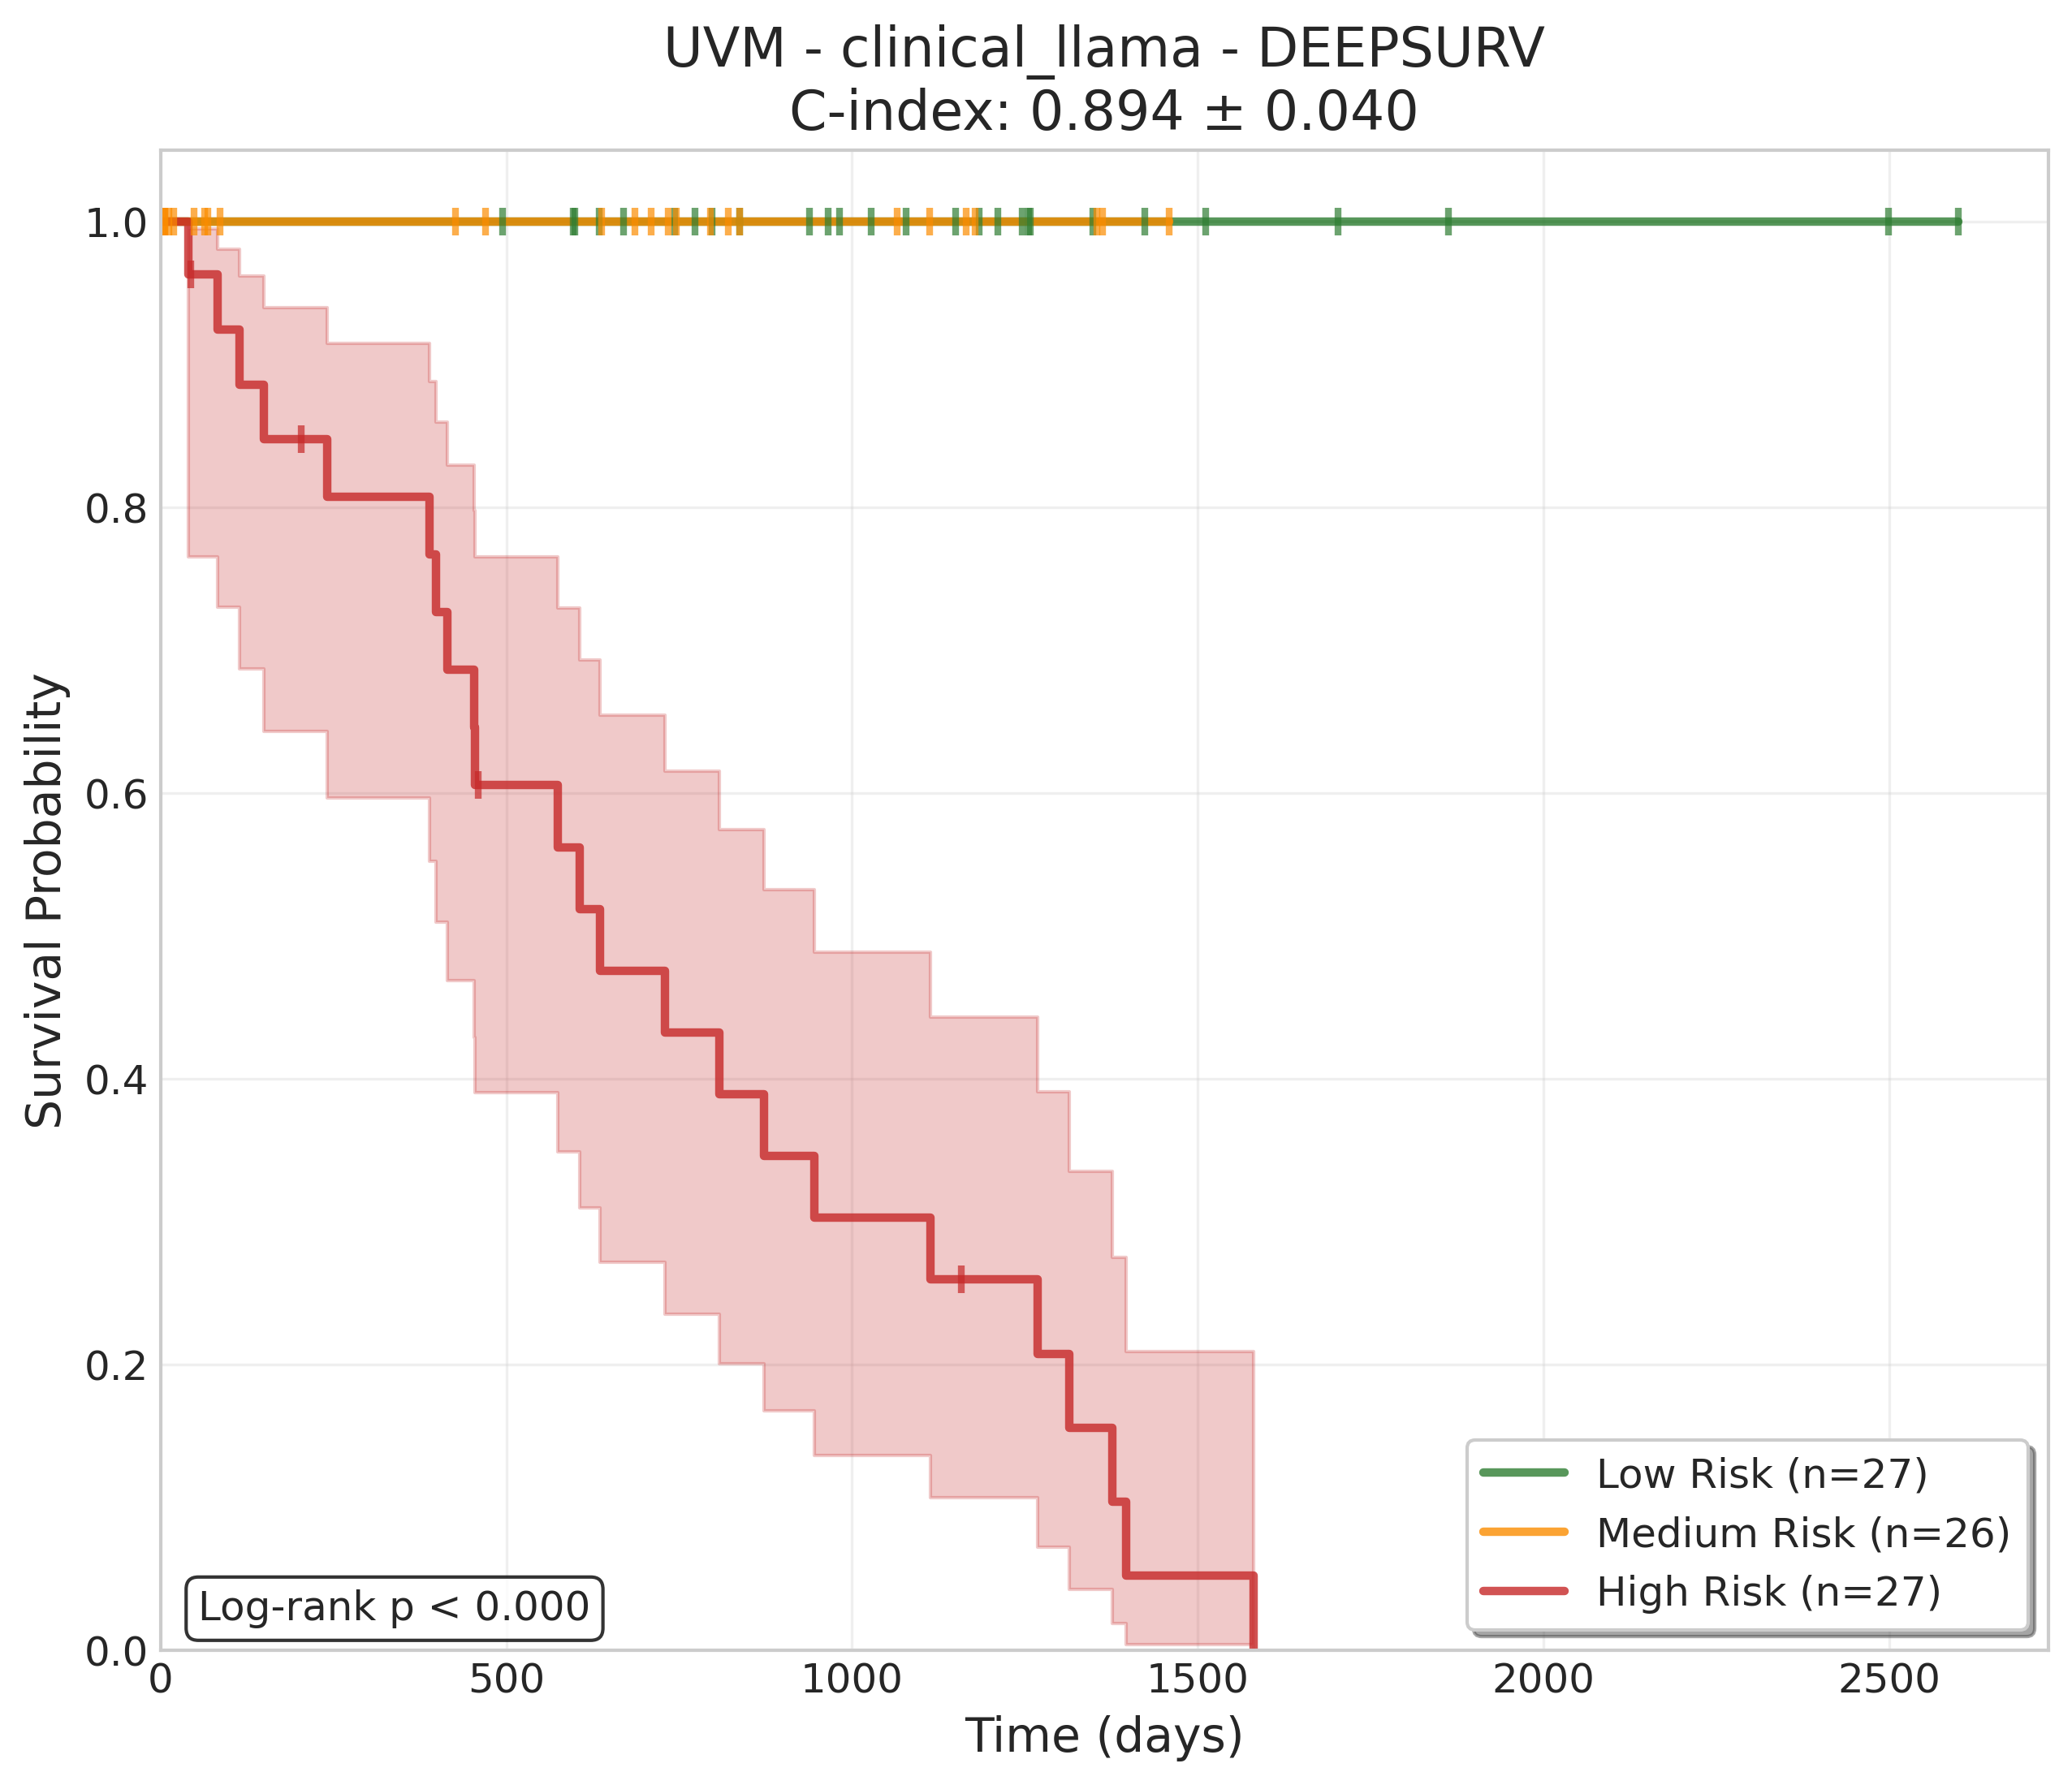 UVM - clinical_llama - DEEPSURV
C-index: 0.894 ± 0.040
Survival Probability
1.0
0.8
0.6
0.4
0.2
0.0
Log-rank p < 0.000
Low Risk (n=27)
Medium Risk (n=26)
High Risk (n=27)
0 500 1000 1500 2000 2500
Time (days)